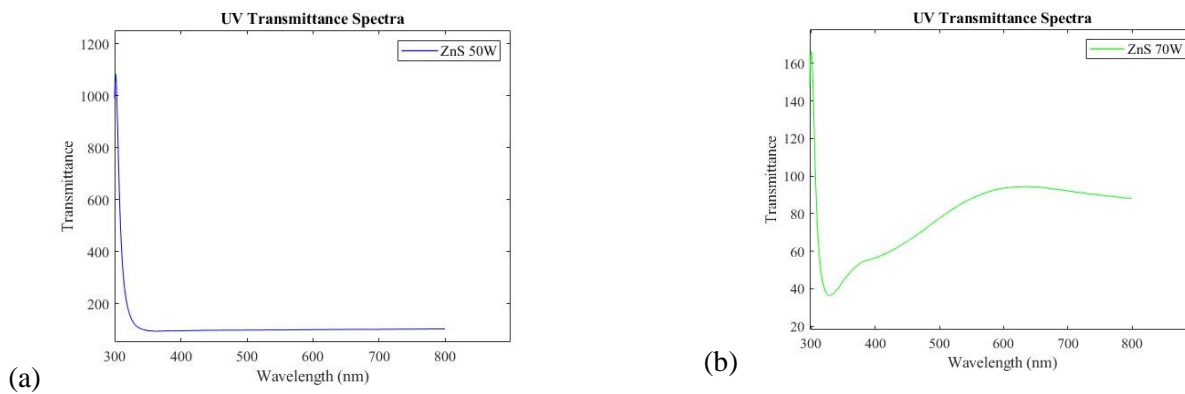 UV Transmittance Spectra
ZnS 50W
1200
1000
800
600
400
200
300 400 500 600 700 800
Transmittance
Wavelength (nm)
(a)
UV Transmittance Spectra
ZnS 70W
160
140
120
100
80
60
40
20
300 400 500 600 700 800
Transmittance
Wavelength (nm)
(b)